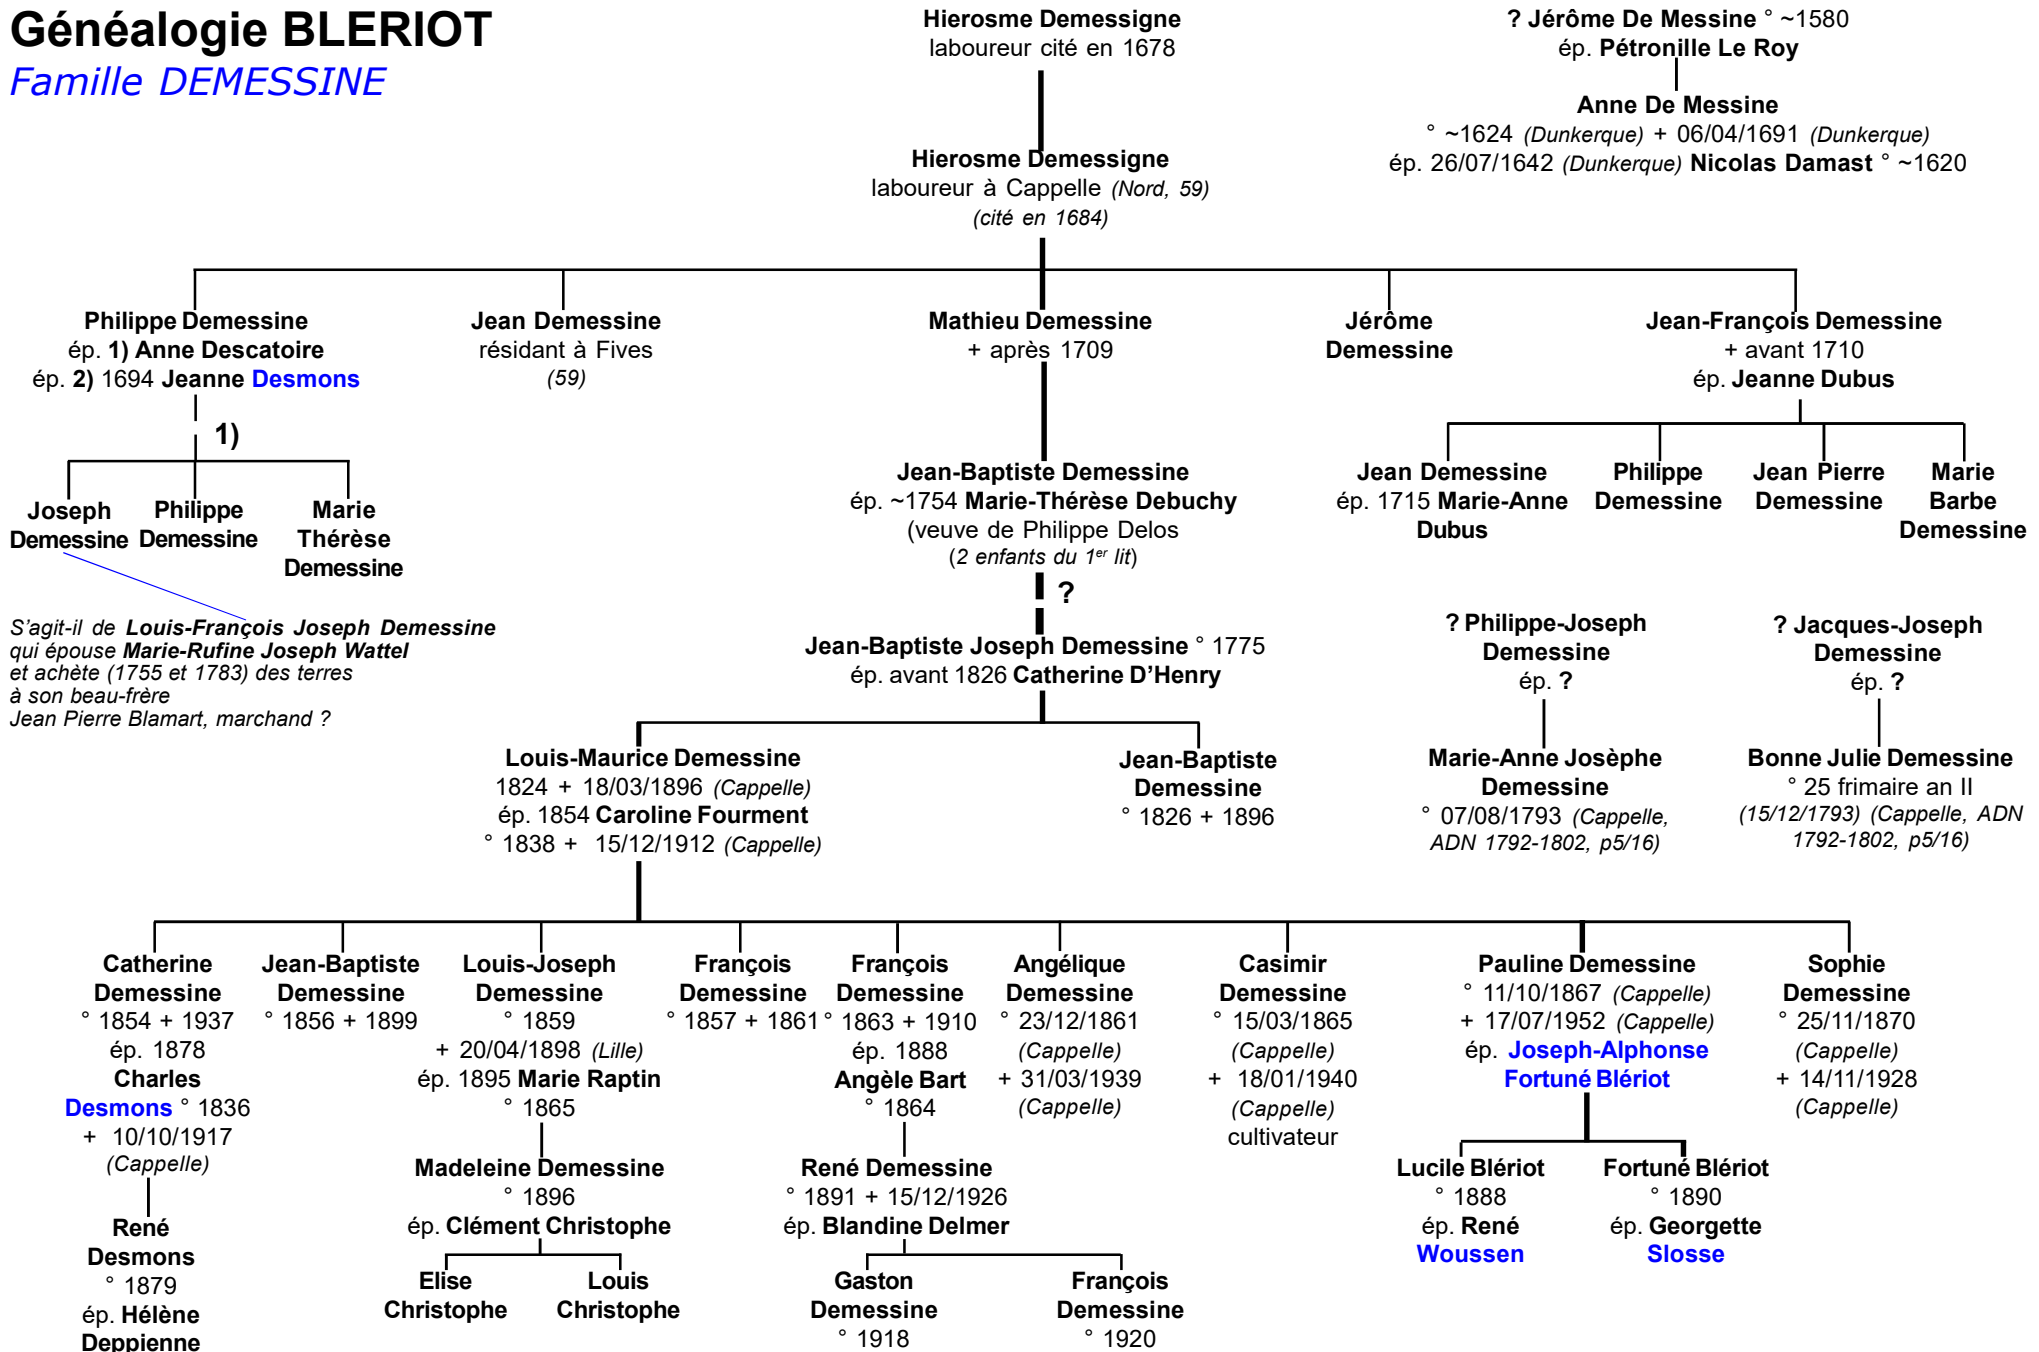 Généalogie BLERIOT
Famille DEMESSINE
Hierosme Demessigne
laboureur cité en 1678
? Jérôme De Messine ° ~1580
ép. Pétronille Le Roy
Anne De Messine
° ~1624 (Dunkerque) + 06/04/1691 (Dunkerque)
ép. 26/07/1642 (Dunkerque) Nicolas Damast ° ~1620
Hierosme Demessigne
laboureur à Cappelle (Nord, 59)
(cité en 1684)
Philippe Demessine
ép. 1) Anne Descatoire
ép. 2) 1694 Jeanne Desmons
1)
Jean Demessine
résidant à Fives
(59)
Mathieu Demessine
+ après 1709
Jérôme
Demessine
Jean-François Demessine
+ avant 1710
ép. Jeanne Dubus
Joseph
Demessine
Philippe
Demessine
Marie
Thérèse
Demessine
Jean-Baptiste Demessine
ép. ~1754 Marie-Thérèse Debuchy
(veuve de Philippe Delos
(2 enfants du 1er lit)
?
Jean Demessine
ép. 1715 Marie-Anne
Dubus
Philippe
Demessine
Jean Pierre
Demessine
Marie
Barbe
Demessine
S'agit-il de Louis-François Joseph Demessine
qui épouse Marie-Rufine Joseph Wattel
et achète (1755 et 1783) des terres
à son beau-frère
Jean Pierre Blamart, marchand ?
Jean-Baptiste Joseph Demessine ° 1775
ép. avant 1826 Catherine D'Henry
? Philippe-Joseph
Demessine
ép. ?
? Jacques-Joseph
Demessine
ép. ?
Louis-Maurice Demessine
1824 + 18/03/1896 (Cappelle)
ép. 1854 Caroline Fourment
° 1838 + 15/12/1912 (Cappelle)
Jean-Baptiste
Demessine
° 1826 + 1896
Marie-Anne Josèphe
Demessine
° 07/08/1793 (Cappelle,
ADN 1792-1802, p5/16)
Bonne Julie Demessine
° 25 frimaire an II
(15/12/1793) (Cappelle, ADN
1792-1802, p5/16)
Catherine
Demessine
° 1854 + 1937
ép. 1878
Charles
Desmons ° 1836
+ 10/10/1917
(Cappelle)
Jean-Baptiste
Demessine
° 1856 + 1899
Louis-Joseph
Demessine
° 1859
+ 20/04/1898 (Lille)
ép. 1895 Marie Raptin
° 1865
François
Demessine
° 1857 + 1861
François
Demessine
° 1863 + 1910
ép. 1888
Angèle Bart
° 1864
Angélique
Demessine
° 23/12/1861
(Cappelle)
+ 31/03/1939
(Cappelle)
Casimir
Demessine
° 15/03/1865
(Cappelle)
+ 18/01/1940
(Cappelle)
cultivateur
Pauline Demessine
° 11/10/1867 (Cappelle)
+ 17/07/1952 (Cappelle)
ép. Joseph-Alphonse
Fortuné Blériot
Sophie
Demessine
° 25/11/1870
(Cappelle)
+ 14/11/1928
(Cappelle)
René
Desmons
° 1879
ép. Hélène
Deppienne
Madeleine Demessine
° 1896
ép. Clément Christophe
René Demessine
° 1891 + 15/12/1926
ép. Blandine Delmer
Lucile Blériot
° 1888
ép. René
Woussen
Fortuné Blériot
° 1890
ép. Georgette
Slosse
Elise
Christophe
Louis
Christophe
Gaston
Demessine
° 1918
François
Demessine
° 1920